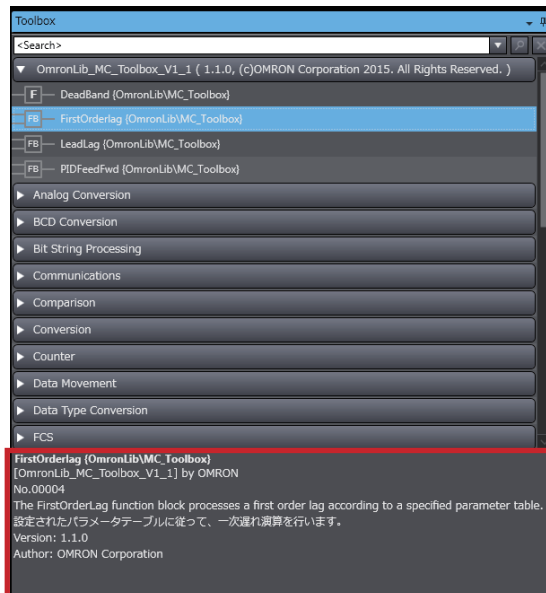 Toolbox
<Search>
OmronLib_MC_Toolbox_V1_1 ( 1.1.0, (c)OMRON Corporation 2015. All Rights Reserved. )
F DeadBand {OmronLib\MC_Toolbox}
FB FirstOrderlag {OmronLib\MC_Toolbox}
FB LeadLag {OmronLib\MC_Toolbox}
FB PIDFeedFwd {OmronLib\MC_Toolbox}
Analog Conversion
BCD Conversion
Bit String Processing
Communications
Comparison
Conversion
Counter
Data Movement
Data Type Conversion
FCS
FirstOrderlag {OmronLib\MC_Toolbox}
[OmronLib_MC_Toolbox_V1_1] by OMRON
No.00004
The FirstOrderLag function block processes a first order lag according to a specified parameter table.
設定されたパラメータテーブルに従って、一次遅れ演算を行います。
Version: 1.1.0
Author: OMRON Corporation